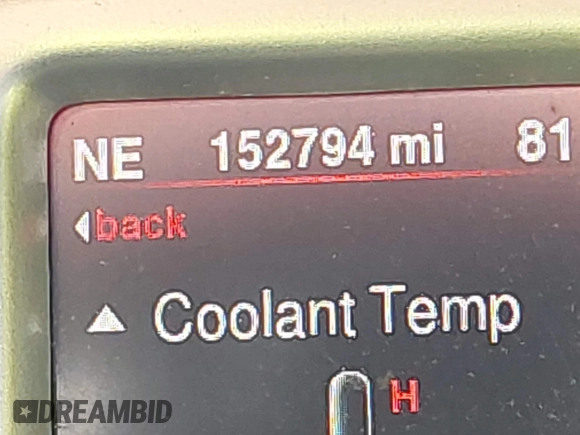 NE 152794 mi 81
back
Coolant Temp
H
DREAMBID